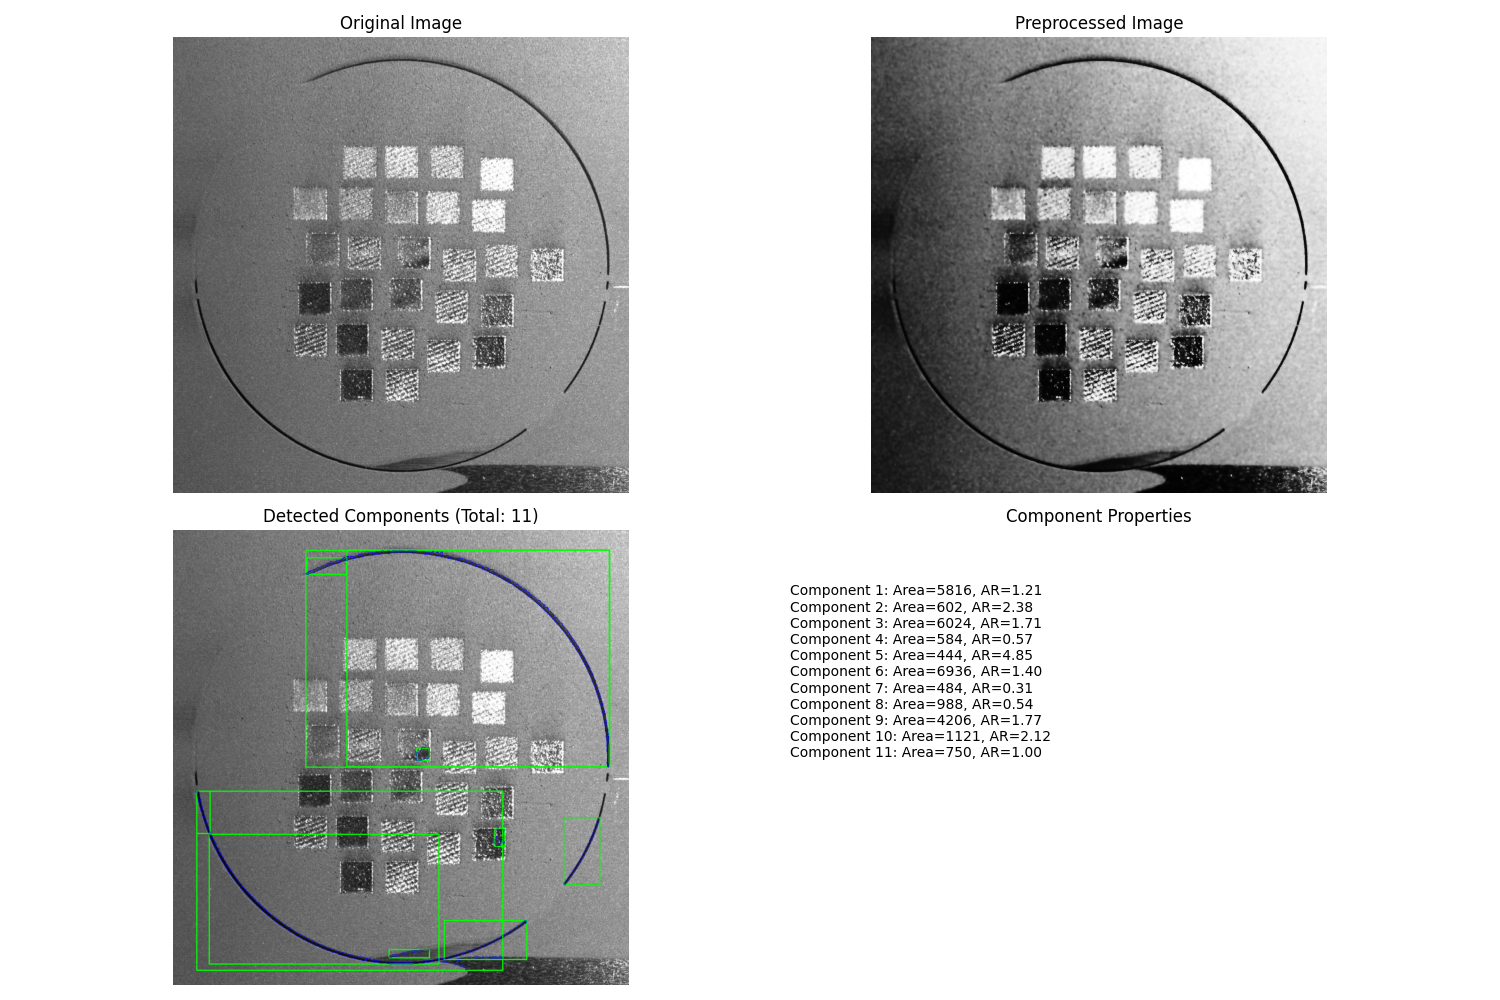 Original Image
Preprocessed Image
Detected Components (Total: 11)
Component Properties
Component 1: Area=5816, AR=1.21
Component 2: Area=602, AR=2.38
Component 3: Area=6024, AR=1.71
Component 4: Area=584, AR=0.57
Component 5: Area=444, AR=4.85
Component 6: Area=6936, AR=1.40
Component 7: Area=484, AR=0.31
Component 8: Area=988, AR=0.54
Component 9: Area=4206, AR=1.77
Component 10: Area=1121, AR=2.12
Component 11: Area=750, AR=1.00